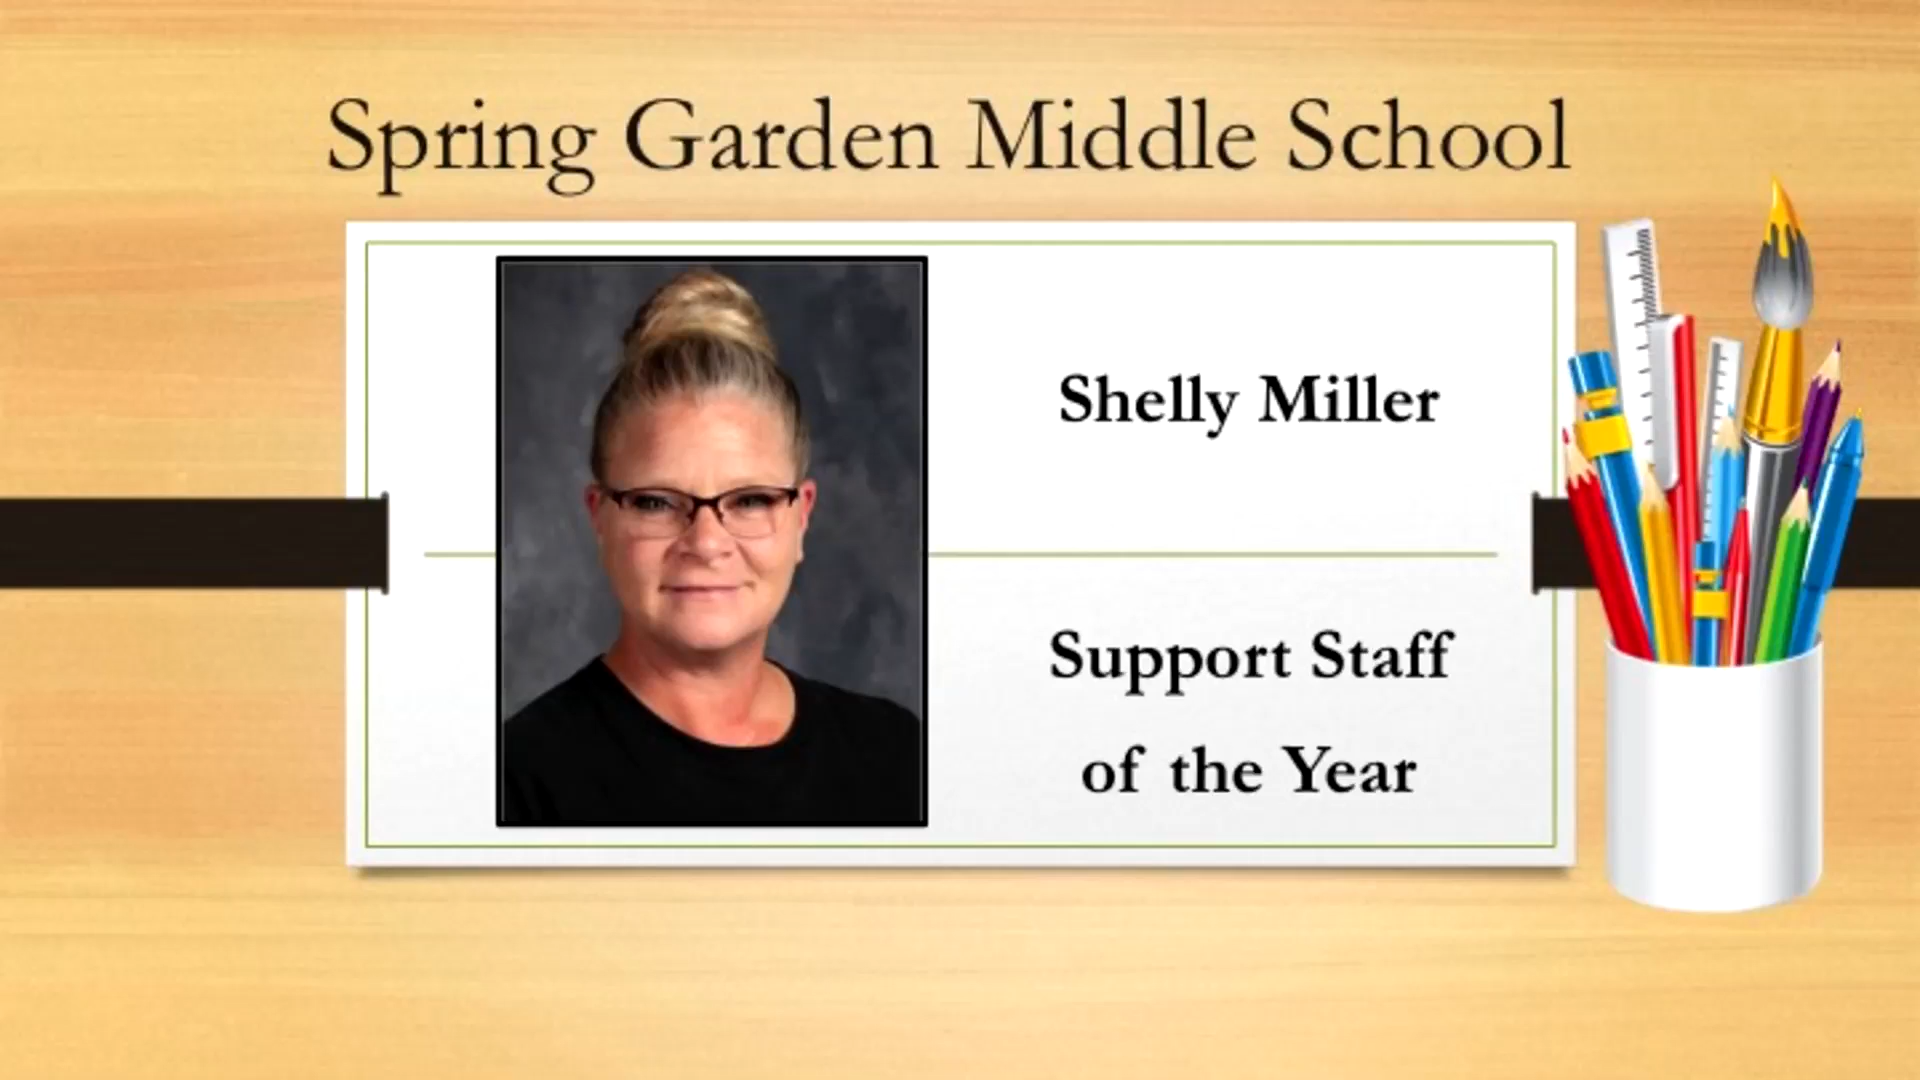 Spring Garden Middle School
Shelly Miller
Support Staff
of the Year